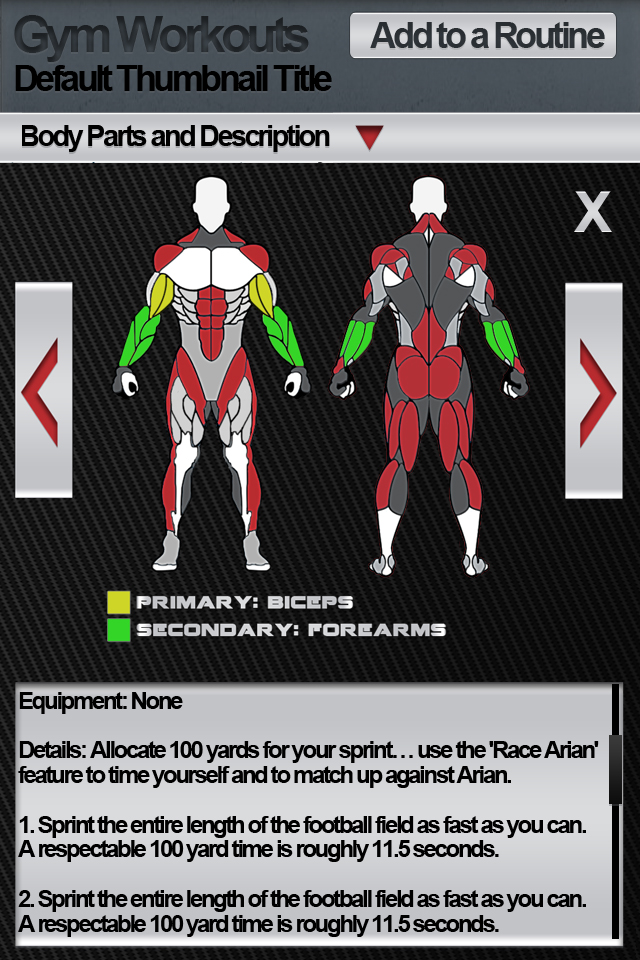 Gym Workouts
Add to a Routine
Default Thumbnail Title
Body Parts and Description
X
PRIMARY: BICEPS
SECONDARY: FOREARMS
Equipment: None
Details: Allocate 100 yards for your sprint… use the 'Race Arian'
feature to time yourself and to match up against Arian.
1. Sprint the entire length of the football field as fast as you can.
A respectable 100 yard time is roughly 11.5 seconds.
2. Sprint the entire length of the football field as fast as you can.
A respectable 100 yard time is roughly 11.5 seconds.